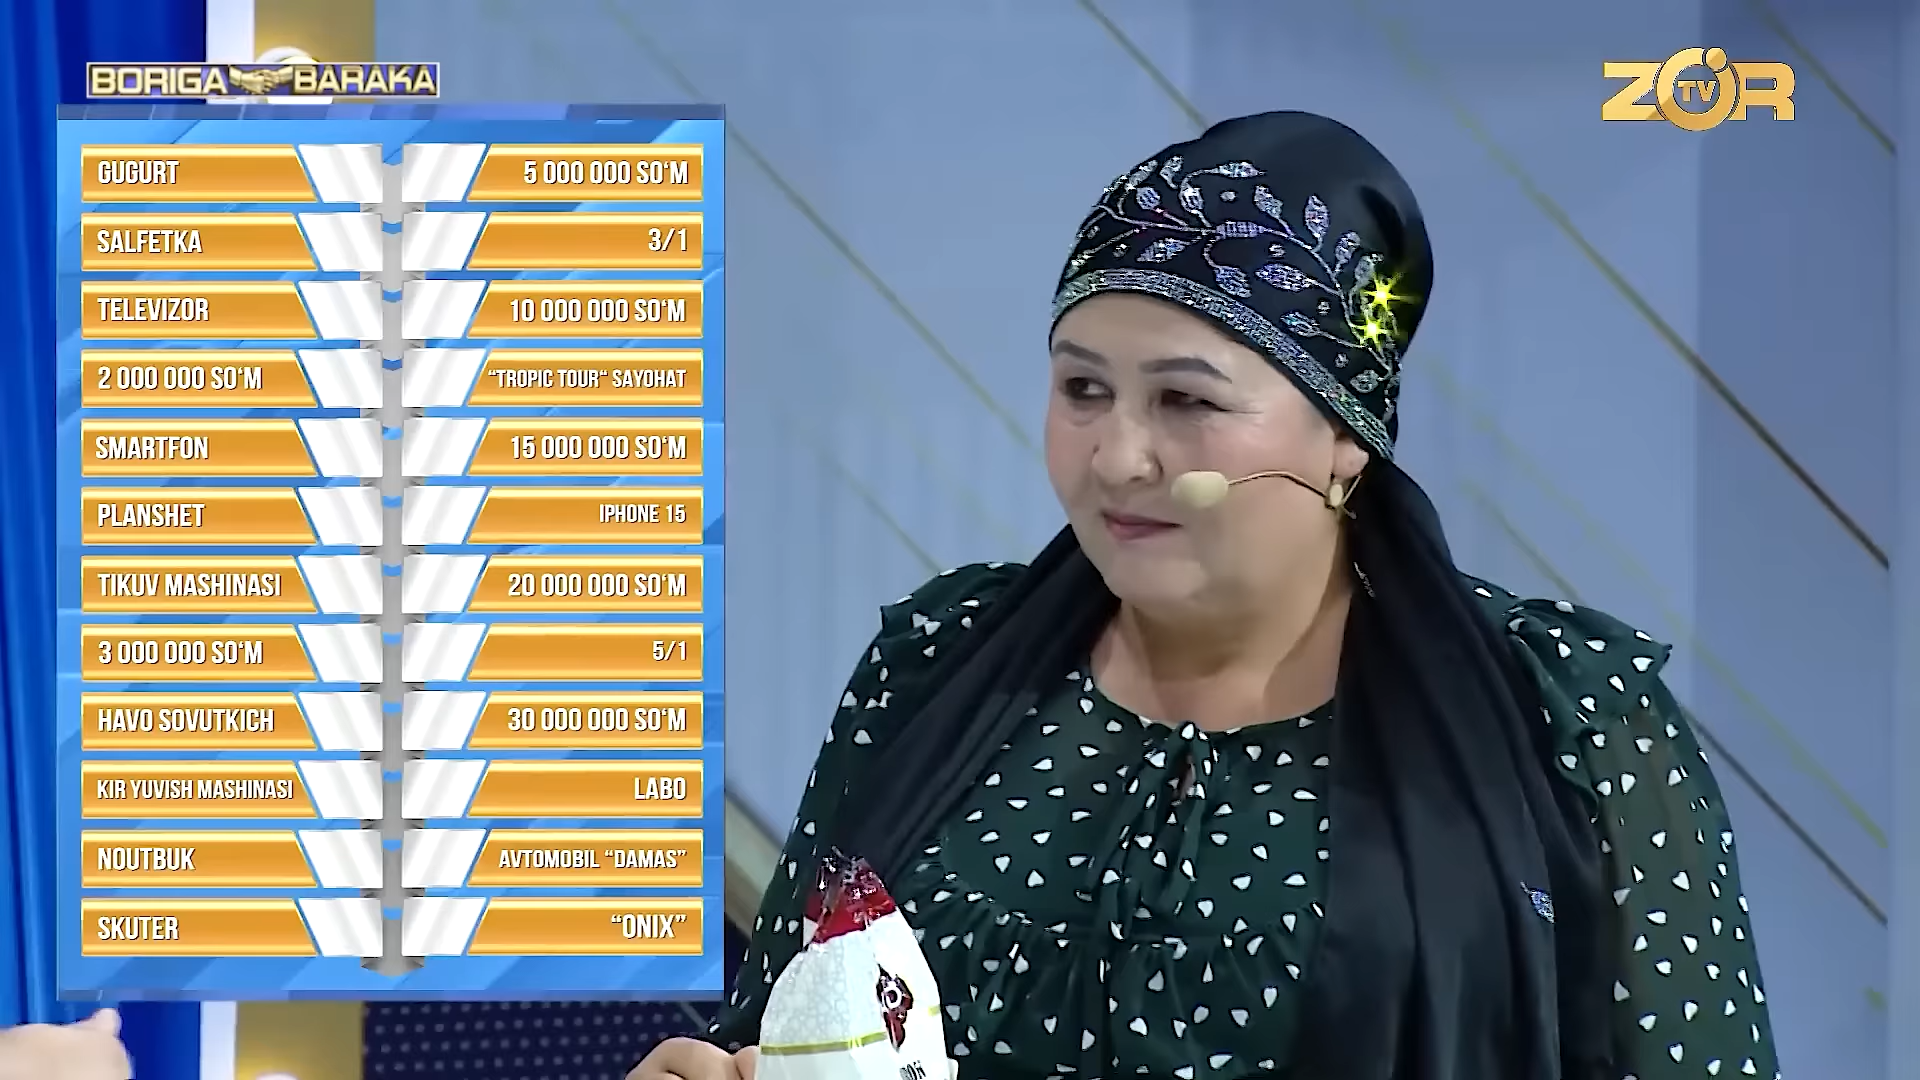 BORIGA BARAKA
ZO'R TV
GUGURT
5 000 000 SO‘M
SALFETKA
3/1
TELEVIZOR
10 000 000 SO‘M
2 000 000 SO‘M
“TROPIC TOUR“ SAYOHAT
SMARTFON
15 000 000 SO‘M
PLANSHET
IPHONE 15
TIKUV MASHINASI
20 000 000 SO‘M
3 000 000 SO‘M
5/1
HAVO SOVUTKICH
30 000 000 SO‘M
KIR YUVISH MASHINASI
LABO
NOUTBUK
AVTOMOBIL “DAMAS”
SKUTER
“ONIX”